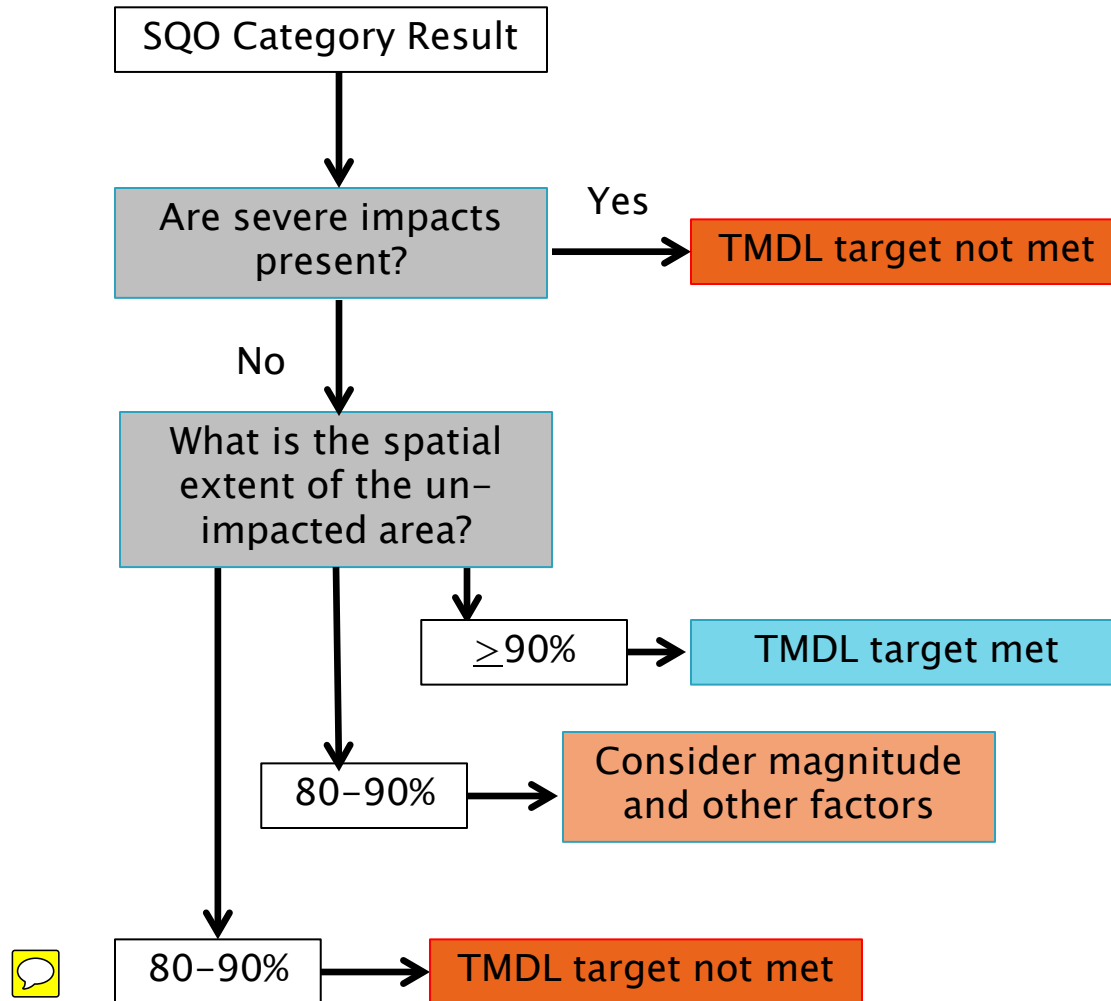 SQO Category Result
Are severe impacts
present?
Yes
TMDL target not met
No
What is the spatial
extent of the un-
impacted area?
≥90%
TMDL target met
80-90%
Consider magnitude
and other factors
80-90%
TMDL target not met